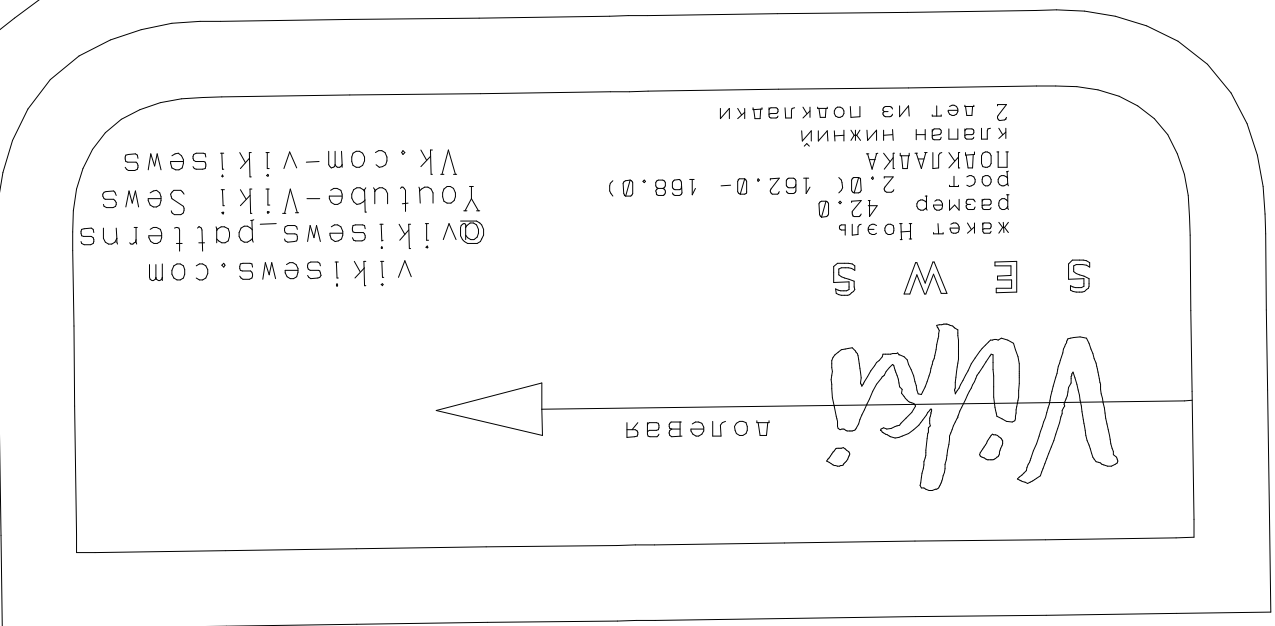 Viki
SEWS
жакет Ноэль
размер 42.0
рост 2.0( 162.0- 168.0)
ПОДКЛАДКА
клапан нижний
2 дет из подкладки
долевая
vikisews.com
@vikisews_patterns
Youtube-Viki Sews
Vk.com-vikisews